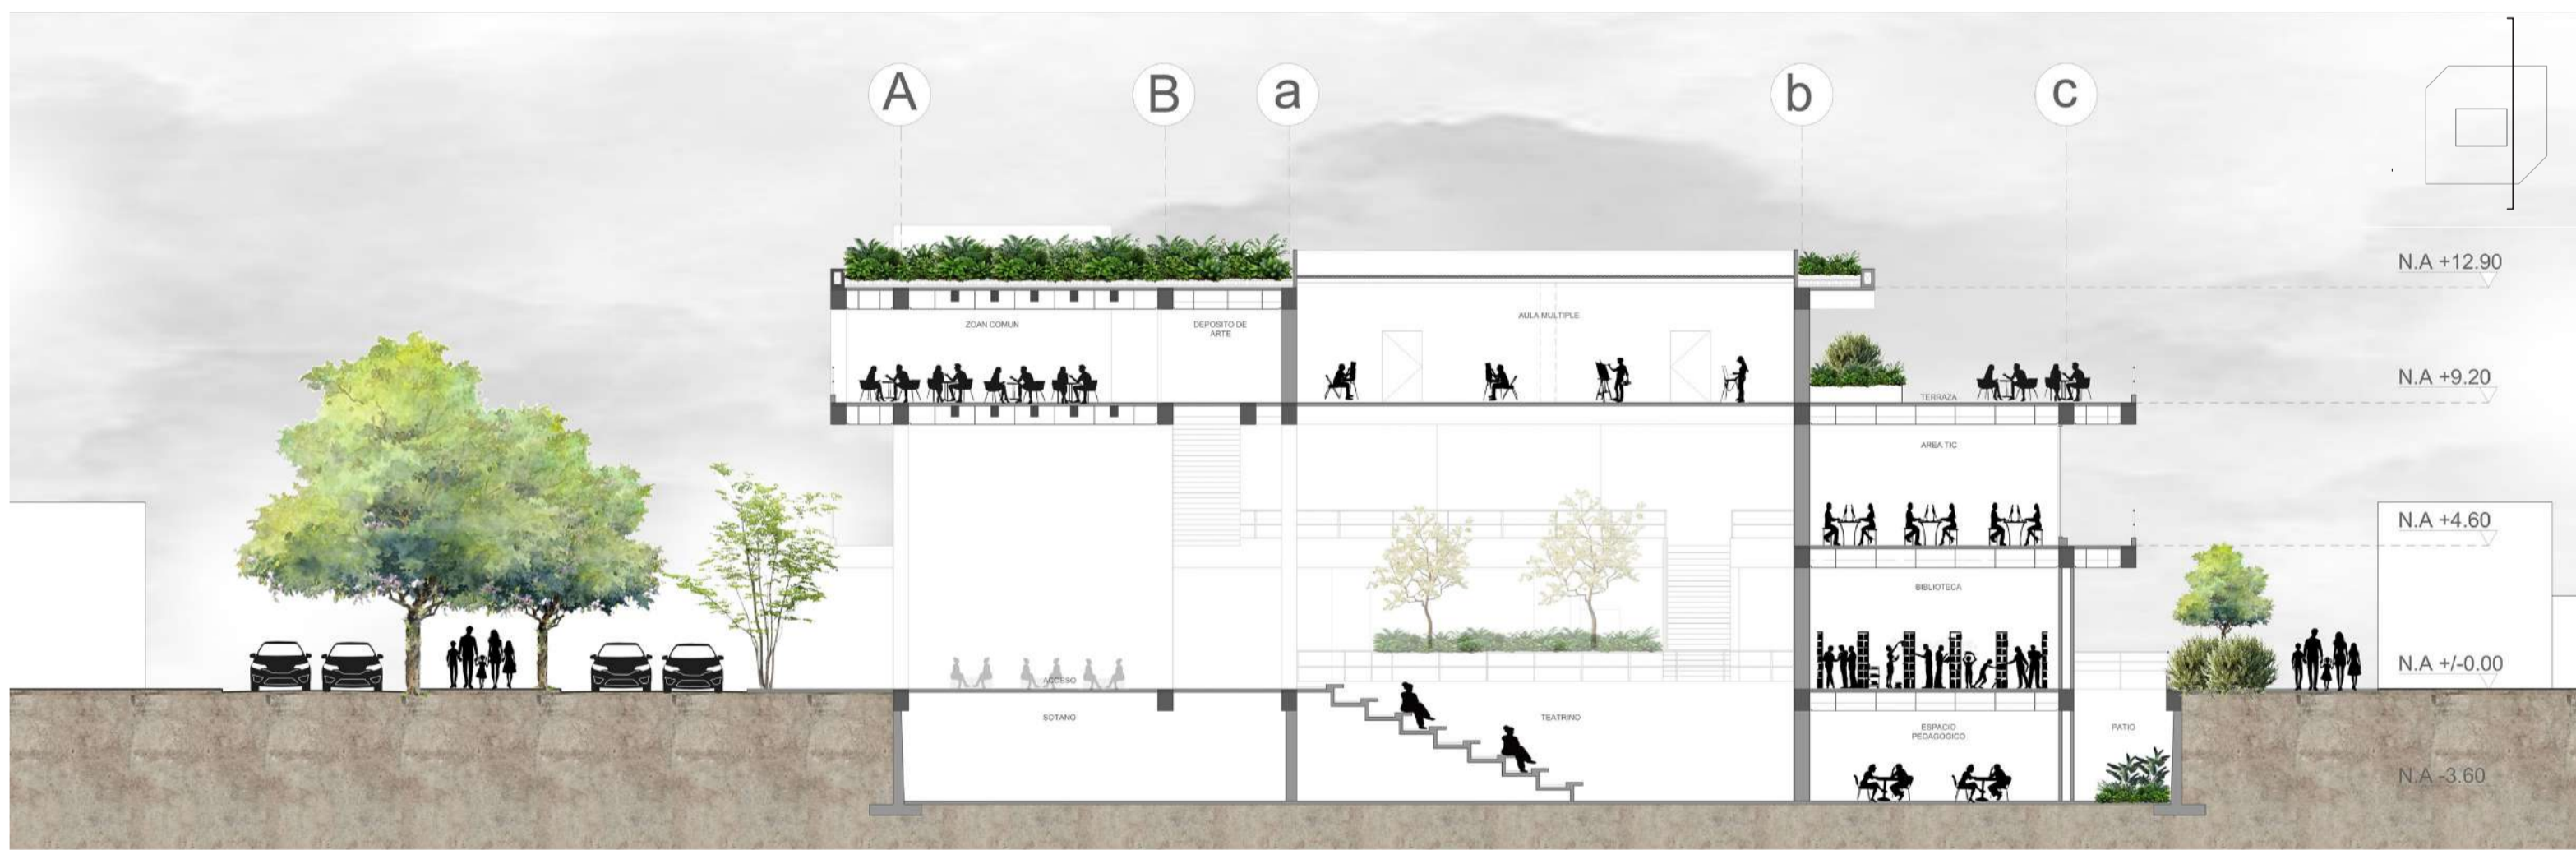 A
B
a
b
c
N.A +12.90
ZOAN COMUN
DEPOSITO DE
ARTE
AULA MULTIPLE
N.A +9.20
TERRAZA
AREA TIC
N.A +4.60
BIBLIOTECA
N.A +/-0.00
ACCESO
SOTANO
TEATRINO
ESPACIO
PEDAGOGICO
PATIO
N.A -3.60